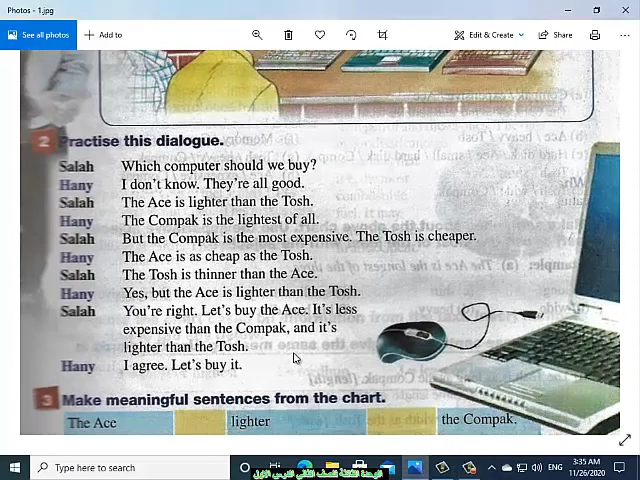 Photos - 1.jpg
See all photos
Add to
Edit & Create
Share
2 Practise this dialogue.
Salah Which computer should we buy?
Hany I don't know. They're all good.
Salah The Ace is lighter than the Tosh.
Hany The Compak is the lightest of all.
Salah But the Compak is the most expensive. The Tosh is cheaper.
Hany The Ace is as cheap as the Tosh.
Salah The Tosh is thinner than the Ace.
Hany Yes, but the Ace is lighter than the Tosh.
Salah You're right. Let's buy the Ace. It's less
expensive than the Compak, and it's
lighter than the Tosh.
Hany I agree. Let's buy it.
3 Make meaningful sentences from the chart.
The Ace lighter the Compak.
Type here to search
ENG
3:35 AM
11/26/2020
الوحدة الثالثة للصف الثاني الدرس الاول